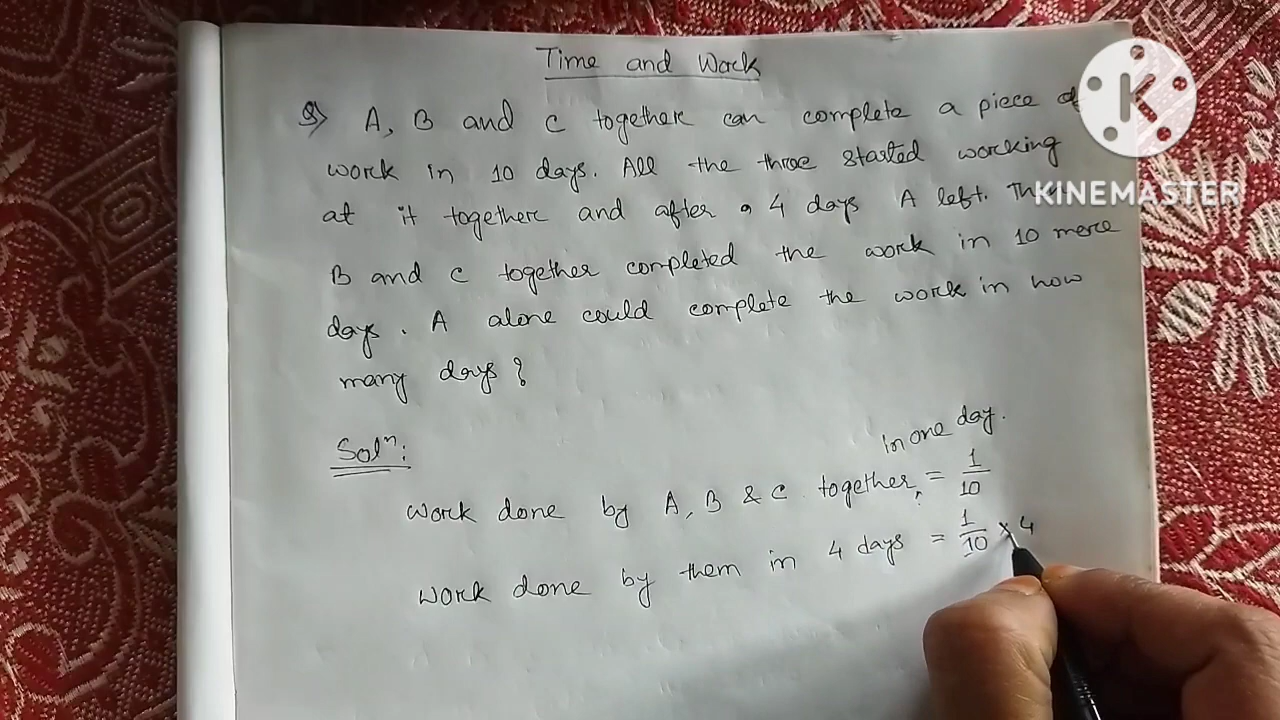 Time and Work
Q) A, B and C together can complete a piece of
work in 10 days. All the three started working
at it together and after 4 days A left. Then
B and C together completed the work in 10 more
days. A alone could complete the work in how
many days?
Solⁿ:
in one day.
Work done by A, B & C together, = 1/10
Work done by them in 4 days = 1/10 × 4
K
KINEMASTER